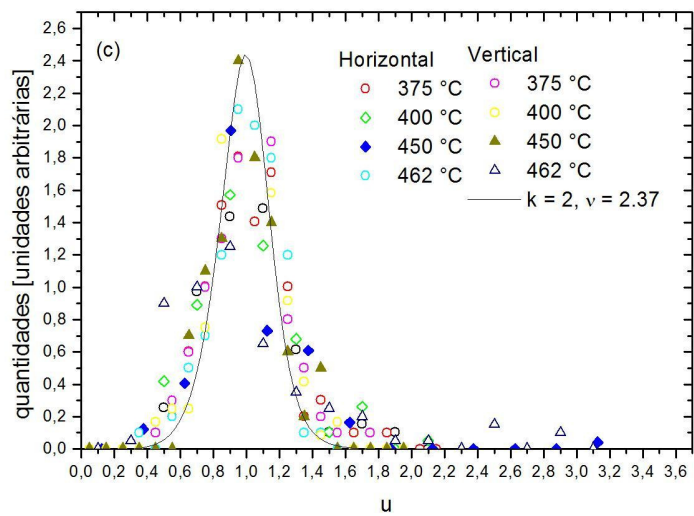 (c)
Horizontal
375 °C
400 °C
450 °C
462 °C
Vertical
375 °C
400 °C
450 °C
462 °C
k = 2, ν = 2.37
quantidades [unidades arbitrárias]
2,6
2,4
2,2
2,0
1,8
1,6
1,4
1,2
1,0
0,8
0,6
0,4
0,2
0,0
0,0 0,4 0,6 0,8 1,0 1,2 1,4 1,6 1,8 2,0 2,2 2,4 2,6 2,8 3,0 3,2 3,4 3,6
u